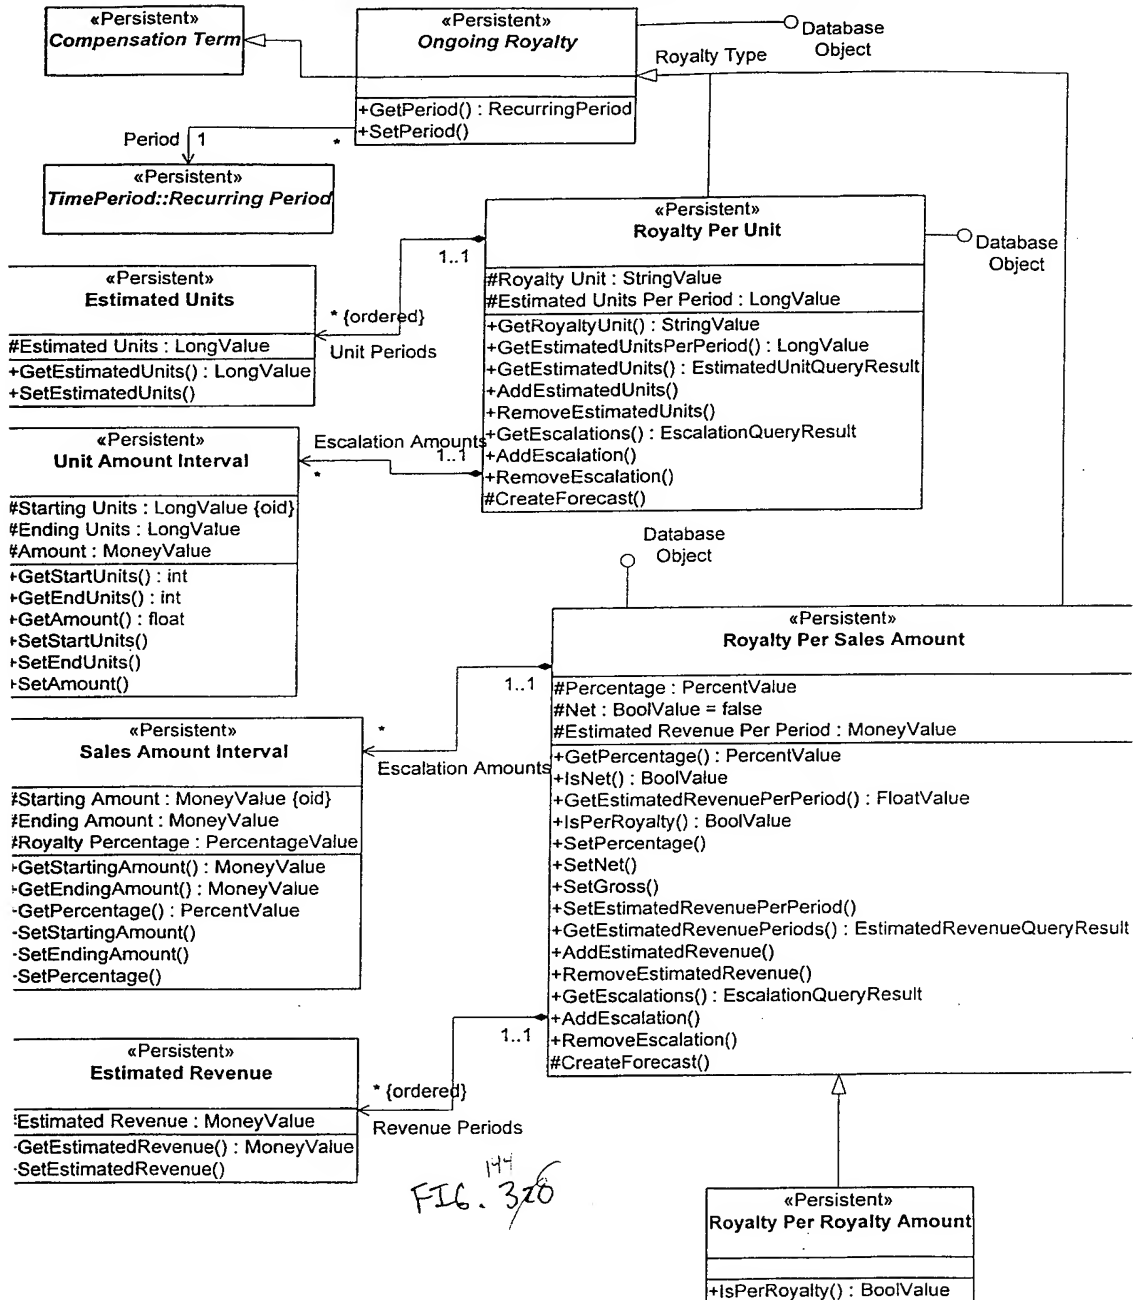 «Persistent»
Compensation Term
«Persistent»
Ongoing Royalty
+GetPeriod() : RecurringPeriod
+SetPeriod()
Database
Object
Royalty Type
Period
1
*
«Persistent»
TimePeriod::Recurring Period
«Persistent»
Royalty Per Unit
#Royalty Unit : StringValue
#Estimated Units Per Period : LongValue
+GetRoyaltyUnit() : StringValue
+GetEstimatedUnitsPerPeriod() : LongValue
+GetEstimatedUnits() : EstimatedUnitQueryResult
+AddEstimatedUnits()
+RemoveEstimatedUnits()
+GetEscalations() : EscalationQueryResult
+AddEscalation()
+RemoveEscalation()
#CreateForecast()
Database
Object
1..1
* {ordered}
Unit Periods
«Persistent»
Estimated Units
#Estimated Units : LongValue
+GetEstimatedUnits() : LongValue
+SetEstimatedUnits()
Escalation Amounts
1..1
*
«Persistent»
Unit Amount Interval
#Starting Units : LongValue {oid}
#Ending Units : LongValue
#Amount : MoneyValue
+GetStartUnits() : int
+GetEndUnits() : int
+GetAmount() : float
+SetStartUnits()
+SetEndUnits()
+SetAmount()
Database
Object
«Persistent»
Royalty Per Sales Amount
#Percentage : PercentValue
#Net : BoolValue = false
#Estimated Revenue Per Period : MoneyValue
+GetPercentage() : PercentValue
+IsNet() : BoolValue
+GetEstimatedRevenuePerPeriod() : FloatValue
+IsPerRoyalty() : BoolValue
+SetPercentage()
+SetNet()
+SetGross()
+SetEstimatedRevenuePerPeriod()
+GetEstimatedRevenuePeriods() : EstimatedRevenueQueryResult
+AddEstimatedRevenue()
+RemoveEstimatedRevenue()
+GetEscalations() : EscalationQueryResult
+AddEscalation()
+RemoveEscalation()
#CreateForecast()
1..1
*
Escalation Amounts
«Persistent»
Sales Amount Interval
#Starting Amount : MoneyValue {oid}
#Ending Amount : MoneyValue
#Royalty Percentage : PercentageValue
-GetStartingAmount() : MoneyValue
-GetEndingAmount() : MoneyValue
-GetPercentage() : PercentValue
-SetStartingAmount()
-SetEndingAmount()
-SetPercentage()
1..1
* {ordered}
Revenue Periods
«Persistent»
Estimated Revenue
Estimated Revenue : MoneyValue
-GetEstimatedRevenue() : MoneyValue
-SetEstimatedRevenue()
144
FIG. 328
«Persistent»
Royalty Per Royalty Amount
+IsPerRoyalty() : BoolValue